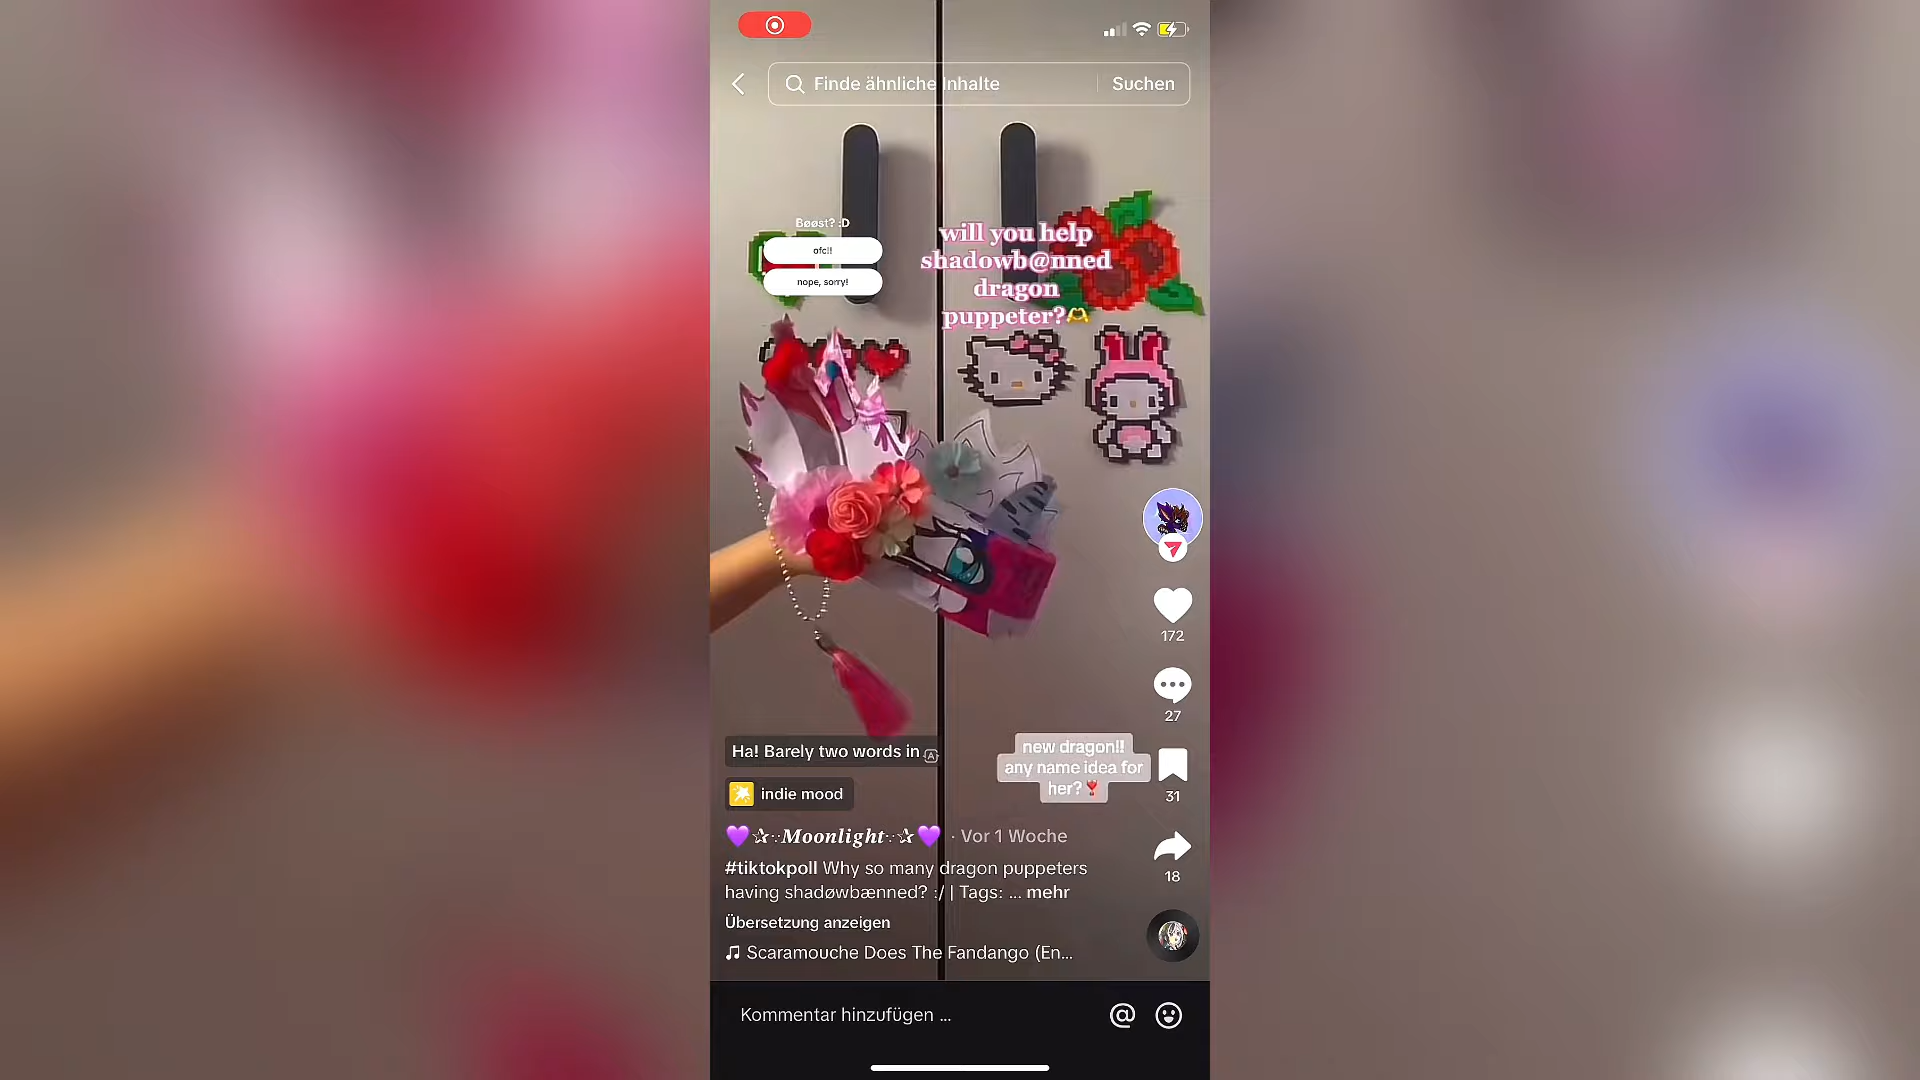 Finde ähnliche Inhalte
Suchen
Bøøst? :D
ofc!!
nope, sorry!
will you help
shadowb@nned
dragon
puppeter?🫶
172
27
new dragon!!
any name idea for
her?❣️
31
Ha! Barely two words in
indie mood
💜✰·:·Moonlight·:·✰💜 · Vor 1 Woche
#tiktokpoll Why so many dragon puppeters
having shadøwbænned? :/ | Tags: ... mehr
18
Übersetzung anzeigen
Scaramouche Does The Fandango (En...
Kommentar hinzufügen ...